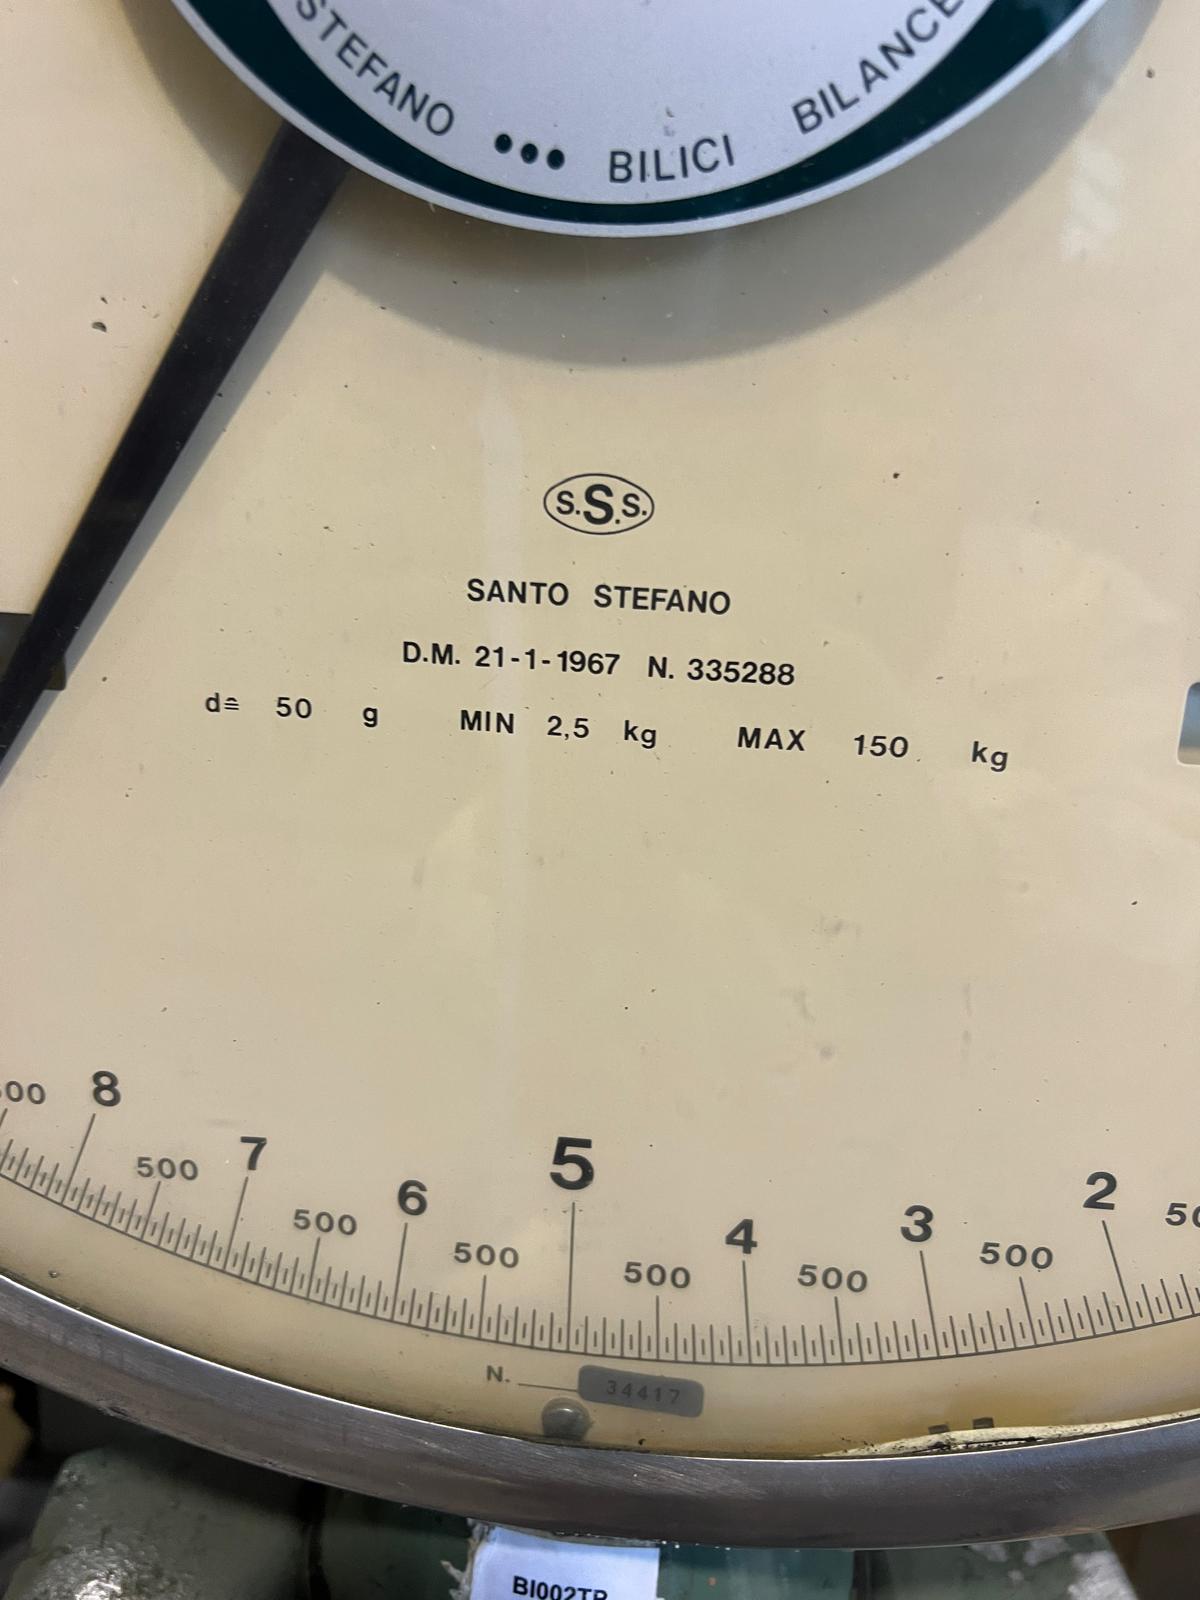 STEFANO ••• BILICI BILANCE
S.S.S.
SANTO STEFANO
D.M. 21-1-1967 N. 335288
d≘ 50 g MIN 2,5 kg MAX 150 kg
8 500 7 500 6 500 5 500 4 500 3 500 2
N. 34417